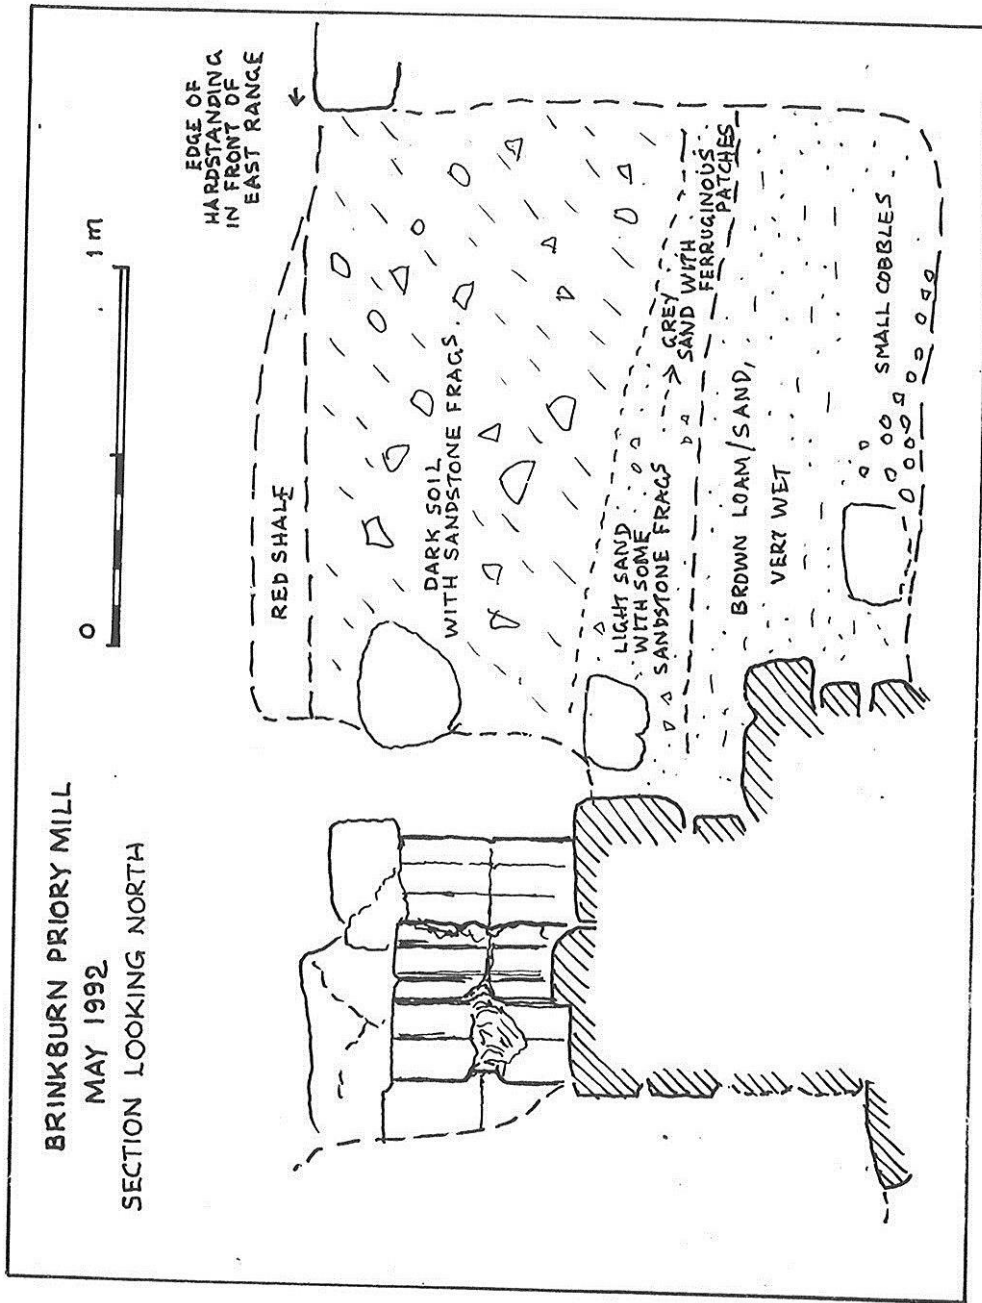 BRINKBURN PRIORY MILL
MAY 1992
SECTION LOOKING NORTH
0
1 m
EDGE OF
HARDSTANDING
IN FRONT OF
EAST RANGE
RED SHALE
DARK SOIL
WITH SANDSTONE FRAGS.
LIGHT SAND
WITH SOME
SANDSTONE FRAGS
GREY
SAND WITH
FERRUGINOUS
PATCHES
BROWN LOAM/SAND,
VERY WET
SMALL COBBLES